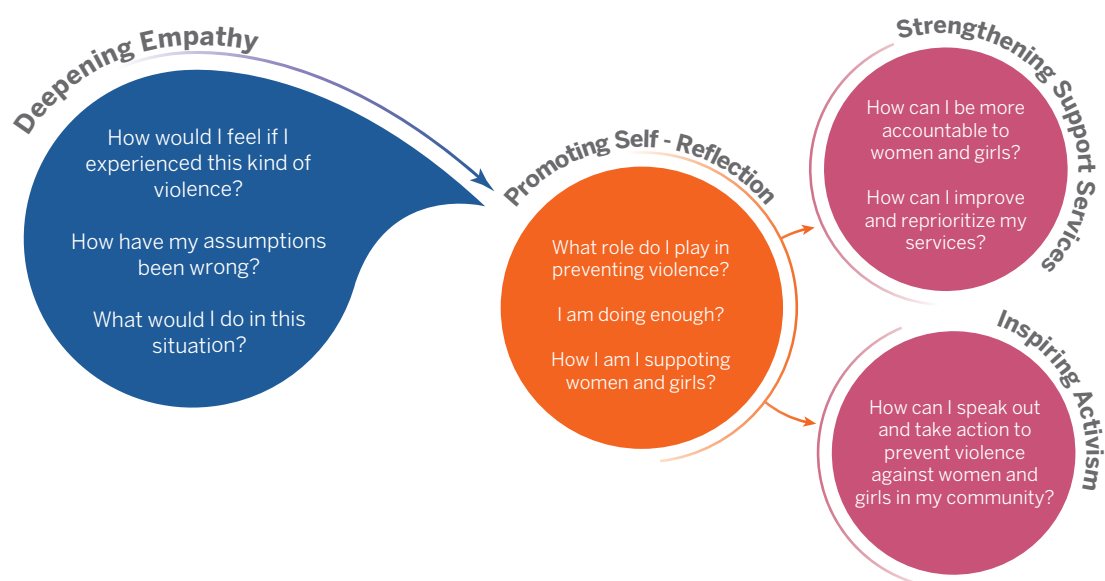 Deepening Empathy
How would I feel if I
experienced this kind of
violence?
How have my assumptions
been wrong?
What would I do in this
situation?
Promoting Self - Reflection
What role do I play in
preventing violence?
I am doing enough?
How I am I suppoting
women and girls?
Strengthening Support Services
How can I be more
accountable to
women and girls?
How can I improve
and reprioritize my
services?
Inspiring Activism
How can I speak out
and take action to
prevent violence
against women and
girls in my community?